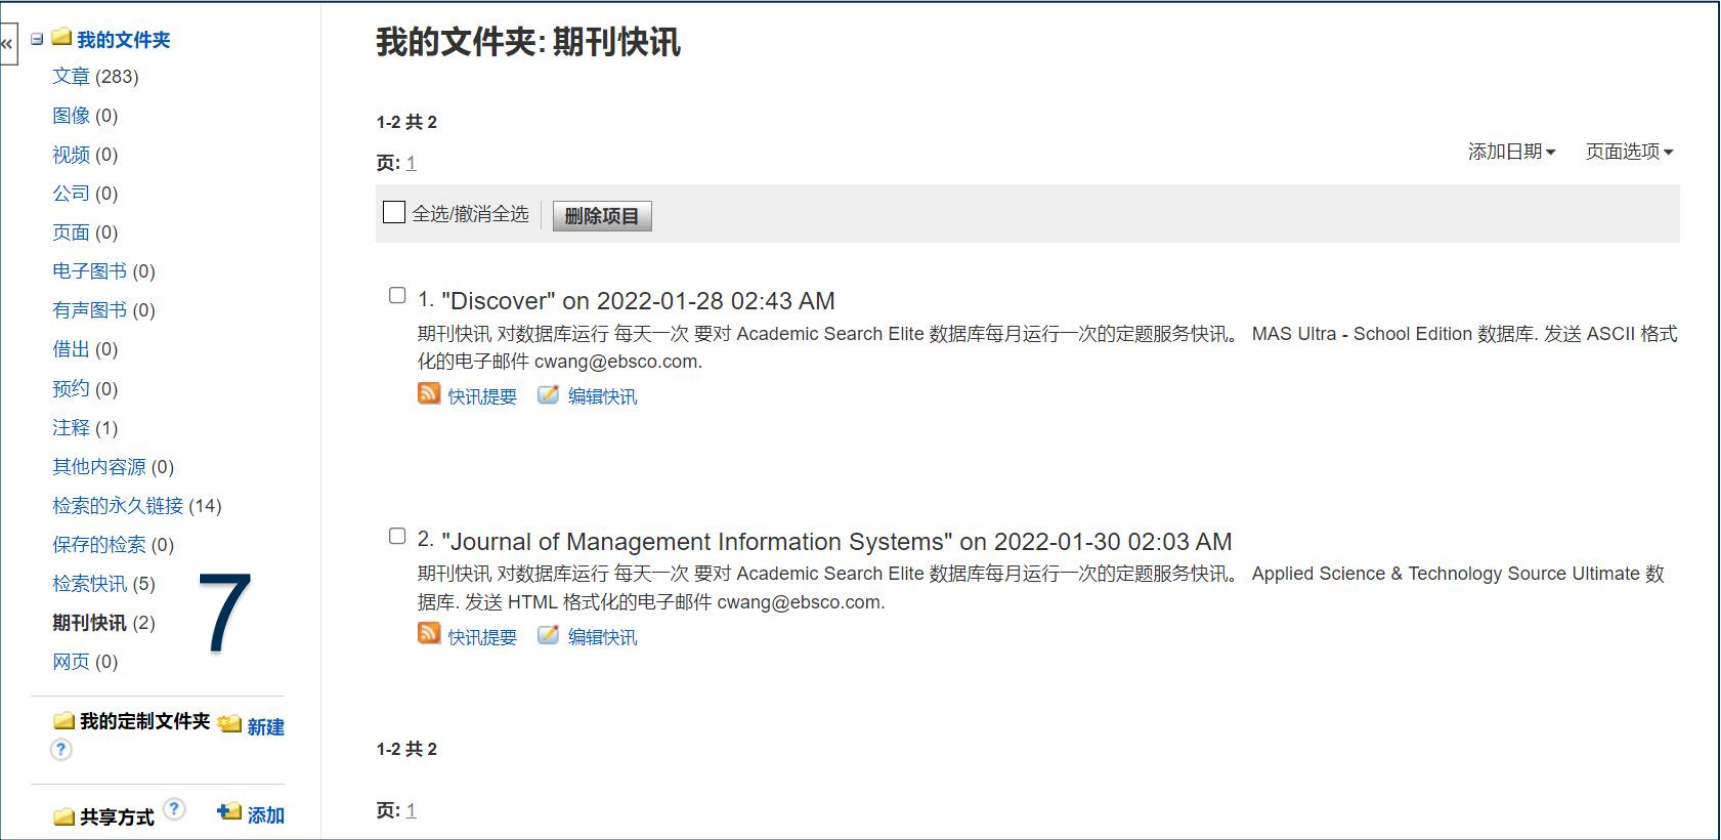 «
我的文件夹
文章 (283)
图像 (0)
视频 (0)
公司 (0)
页面 (0)
电子图书 (0)
有声图书 (0)
借出 (0)
预约 (0)
注释 (1)
其他内容源 (0)
检索的永久链接 (14)
保存的检索 (0)
检索快讯 (5)
期刊快讯 (2)
网页 (0)
7
我的定制文件夹 新建
?
共享方式 ? 添加
我的文件夹: 期刊快讯
1-2 共 2
页: 1
添加日期 页面选项
全选/撤消全选 删除项目
1. "Discover" on 2022-01-28 02:43 AM
期刊快讯 对数据库运行 每天一次 要对 Academic Search Elite 数据库每月运行一次的定题服务快讯。 MAS Ultra - School Edition 数据库. 发送 ASCII 格式
化的电子邮件 cwang@ebsco.com.
快讯提要 编辑快讯
2. "Journal of Management Information Systems" on 2022-01-30 02:03 AM
期刊快讯 对数据库运行 每天一次 要对 Academic Search Elite 数据库每月运行一次的定题服务快讯。 Applied Science & Technology Source Ultimate 数
据库. 发送 HTML 格式化的电子邮件 cwang@ebsco.com.
快讯提要 编辑快讯
1-2 共 2
页: 1